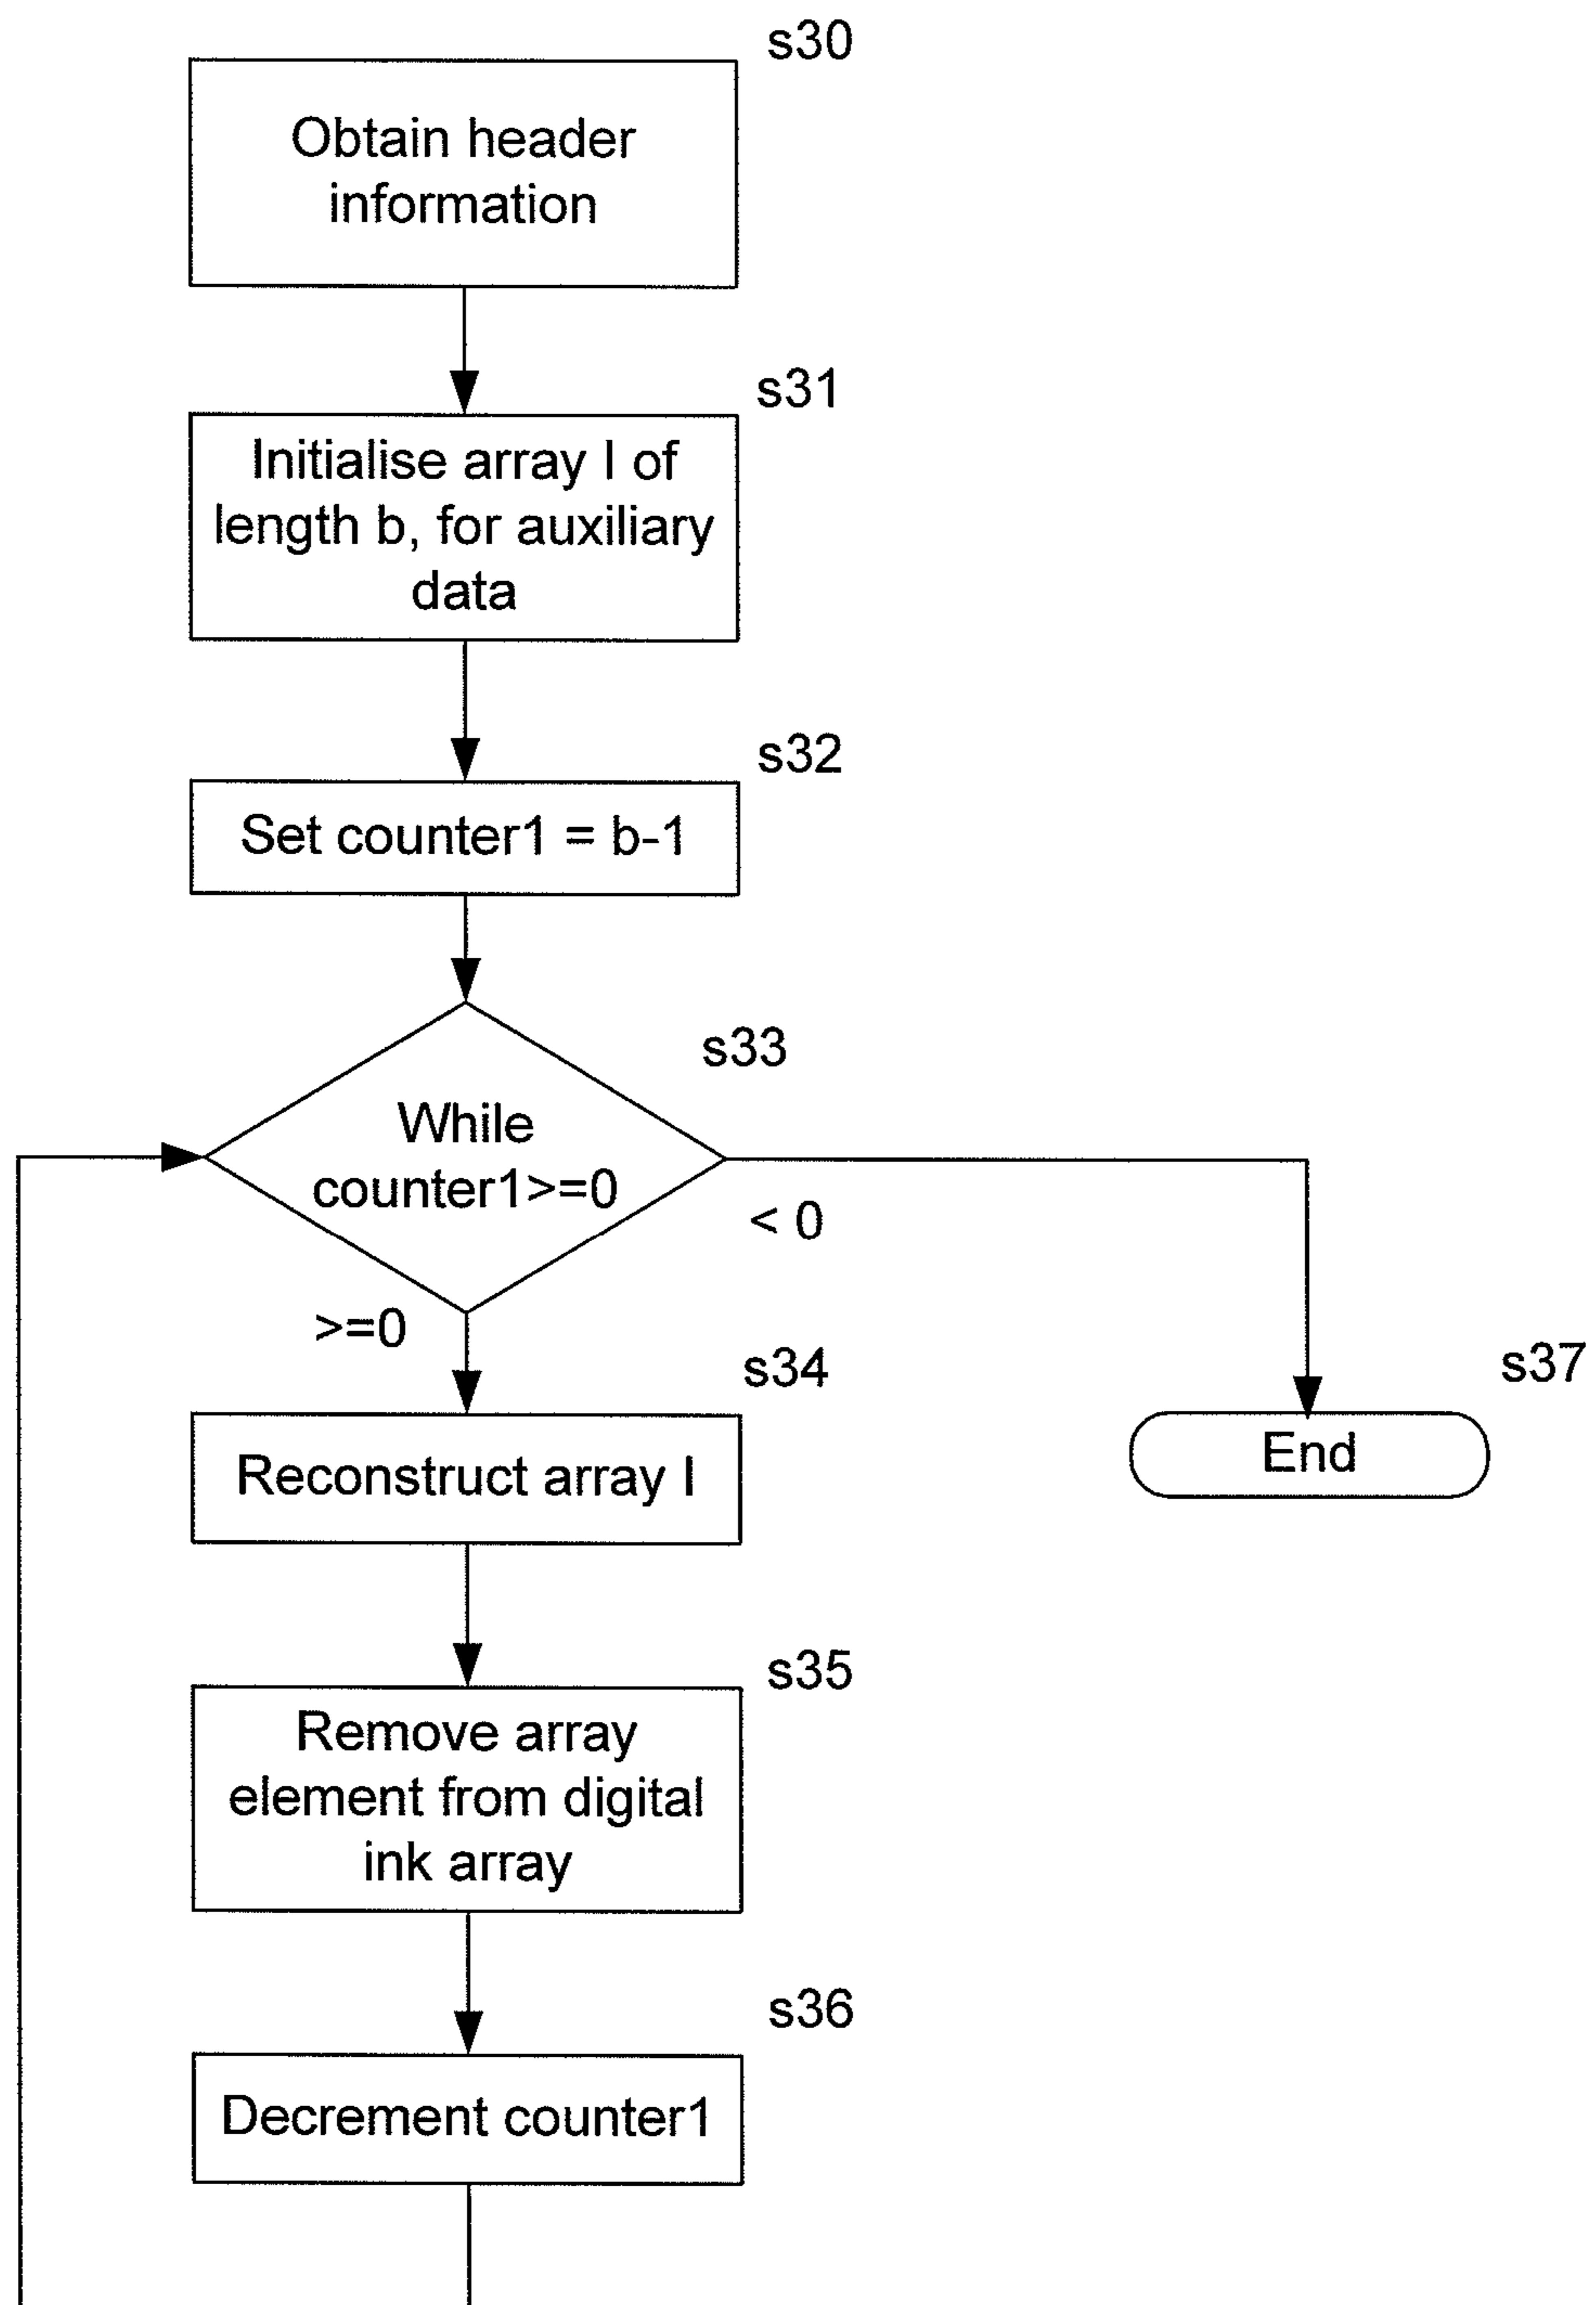 s30
Obtain header
information
s31
Initialise array I of
length b, for auxiliary
data
s32
Set counter1 = b-1
s33
While
counter1>=0
< 0
>=0
s34
Reconstruct array I
s37
End
s35
Remove array
element from digital
ink array
s36
Decrement counter1